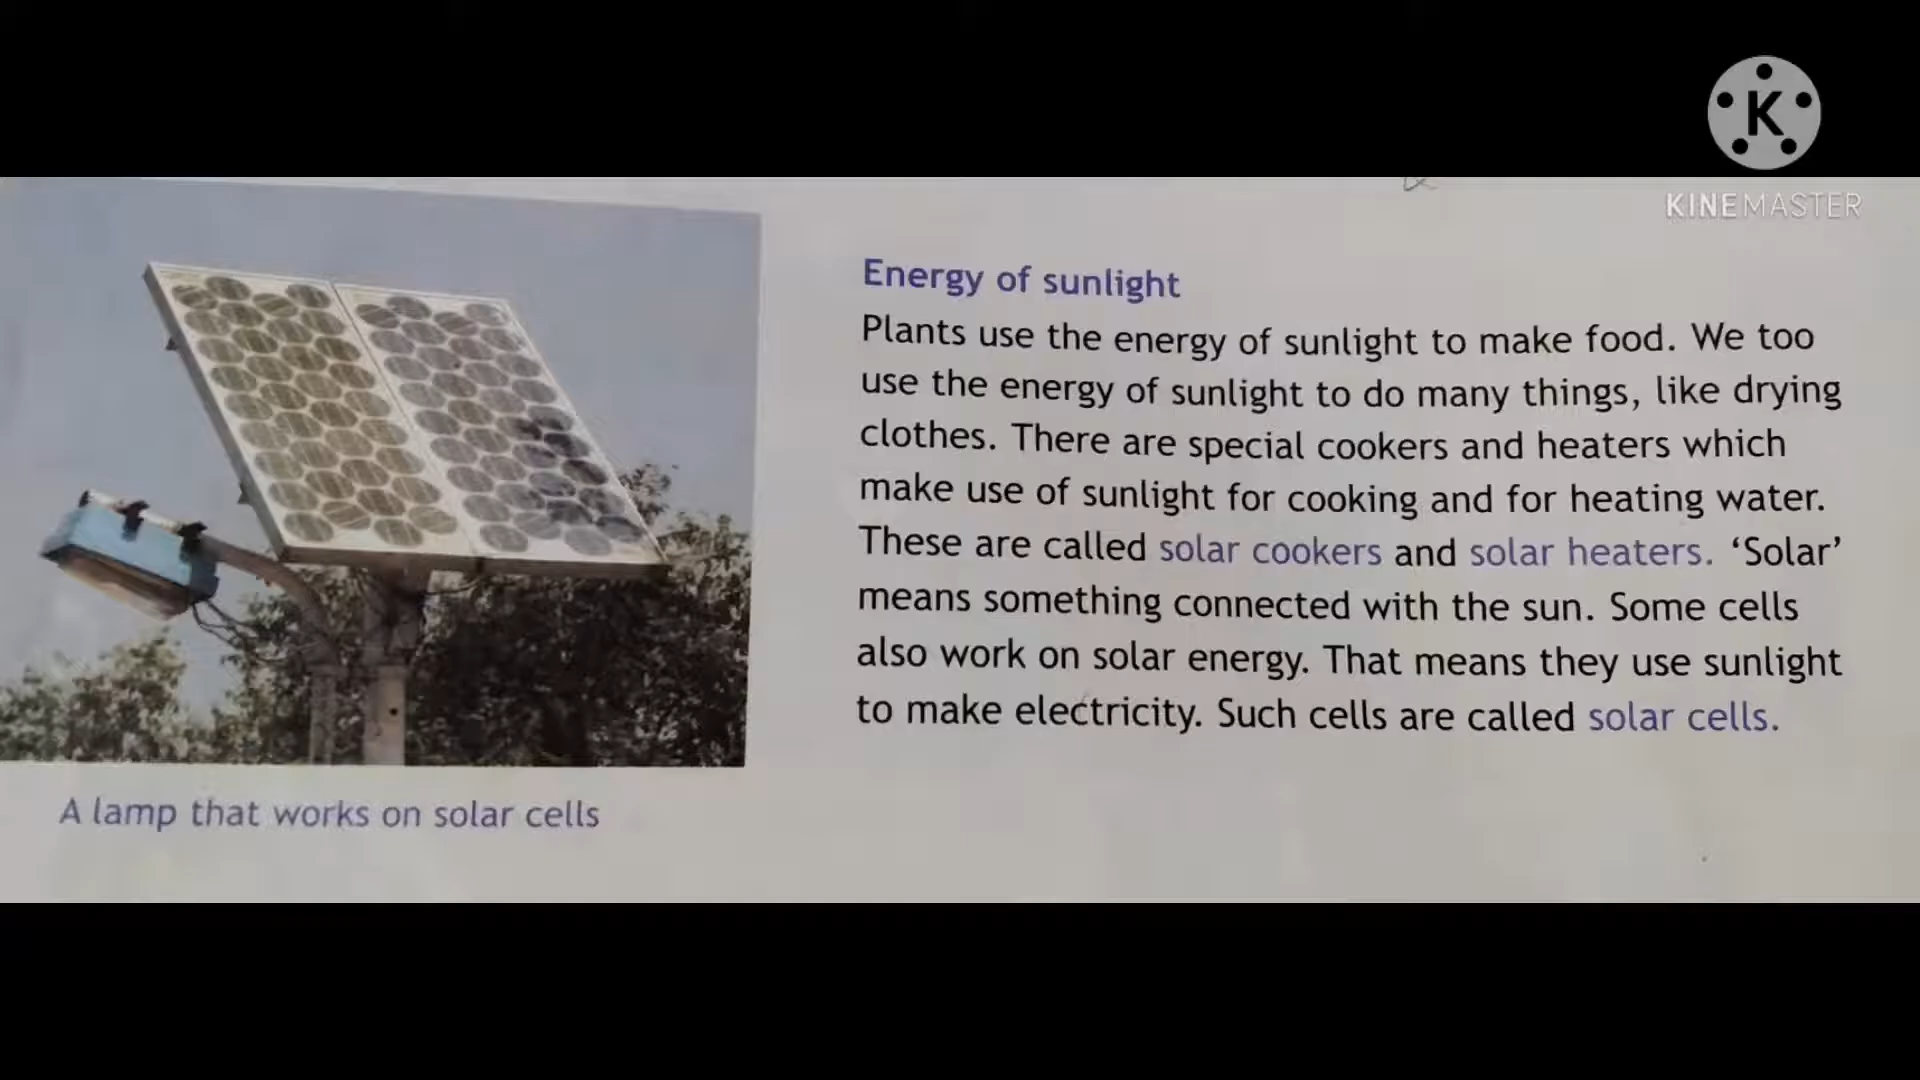 K
KINEMASTER
Energy of sunlight
Plants use the energy of sunlight to make food. We too
use the energy of sunlight to do many things, like drying
clothes. There are special cookers and heaters which
make use of sunlight for cooking and for heating water.
These are called solar cookers and solar heaters. ‘Solar’
means something connected with the sun. Some cells
also work on solar energy. That means they use sunlight
to make electricity. Such cells are called solar cells.
A lamp that works on solar cells